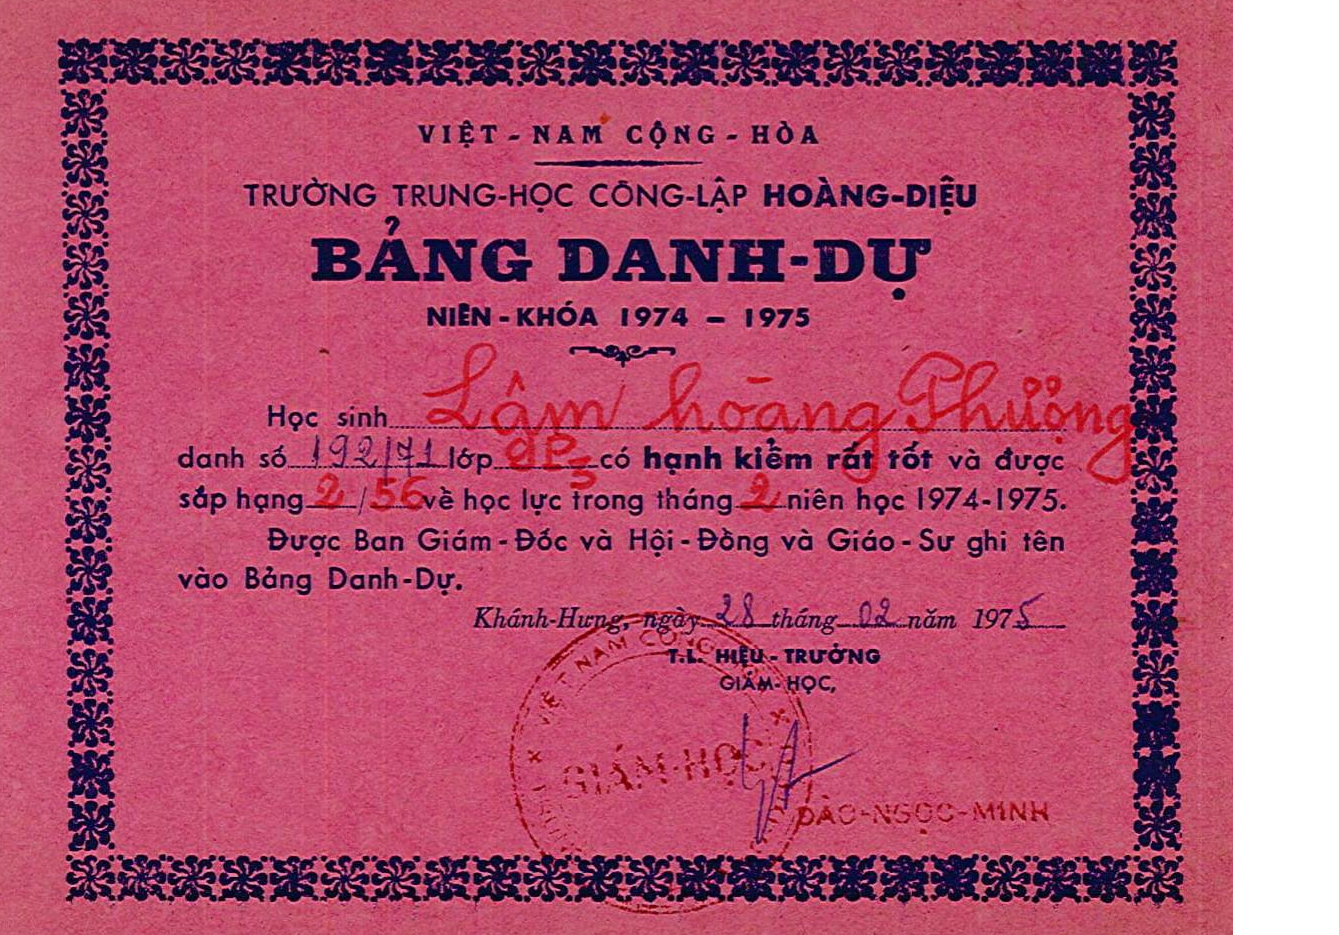 VIỆT - NAM CỘNG - HÒA
TRƯỜNG TRUNG-HỌC CÔNG-LẬP HOÀNG-DIỆU
BẢNG DANH-DỰ
NIÊN - KHÓA 1974 – 1975
Học sinh Lâm hoàng Phượng
danh số 192/71 lớp có hạnh kiểm rất tốt và được
sắp hạng 2/56 về học lực trong tháng 2 niên học 1974-1975.
Được Ban Giám - Đốc và Hội - Đồng và Giáo - Sư ghi tên
vào Bảng Danh - Dự.
Khánh-Hưng, ngày 28 tháng 02 năm 1975
T.L. HIỆU - TRƯỞNG
GIÁM-HỌC,
VIỆT NAM CỘNG
GIÁM-HỌC
ĐÀO-NGỌC-MINH